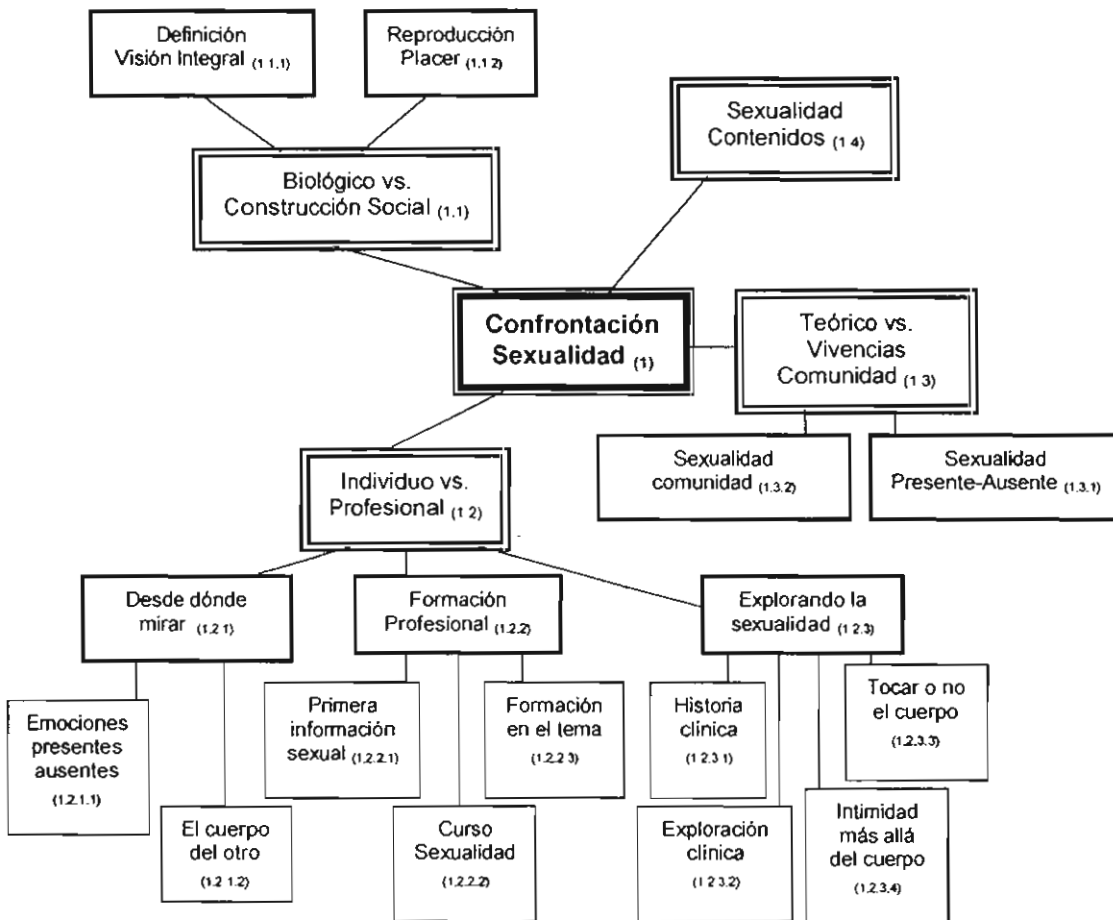 Definición
Visión Integral (1 1.1)
Reproducción
Placer (1.1 2)
Sexualidad
Contenidos (1 4)
Biológico vs.
Construcción Social (1.1)
Confrontación
Sexualidad (1)
Teórico vs.
Vivencias
Comunidad (1 3)
Sexualidad
comunidad (1.3.2)
Sexualidad
Presente-Ausente (1.3.1)
Individuo vs.
Profesional (1 2)
Desde dónde
mirar (1.2 1)
Formación
Profesional (1.2.2)
Explorando la
sexualidad (1 2.3)
Emociones
presentes
ausentes
(1.2.1.1)
El cuerpo
del otro
(1.2 1.2)
Primera
información
sexual (1.2.2.1)
Curso
Sexualidad
(1.2.2.2)
Formación
en el tema
(1.2.2 3)
Historia
clínica
(1.2.3 1)
Exploración
clínica
(1 2 3.2)
Intimidad
más allá
del cuerpo
(1.2.3.4)
Tocar o no
el cuerpo
(1.2.3.3)